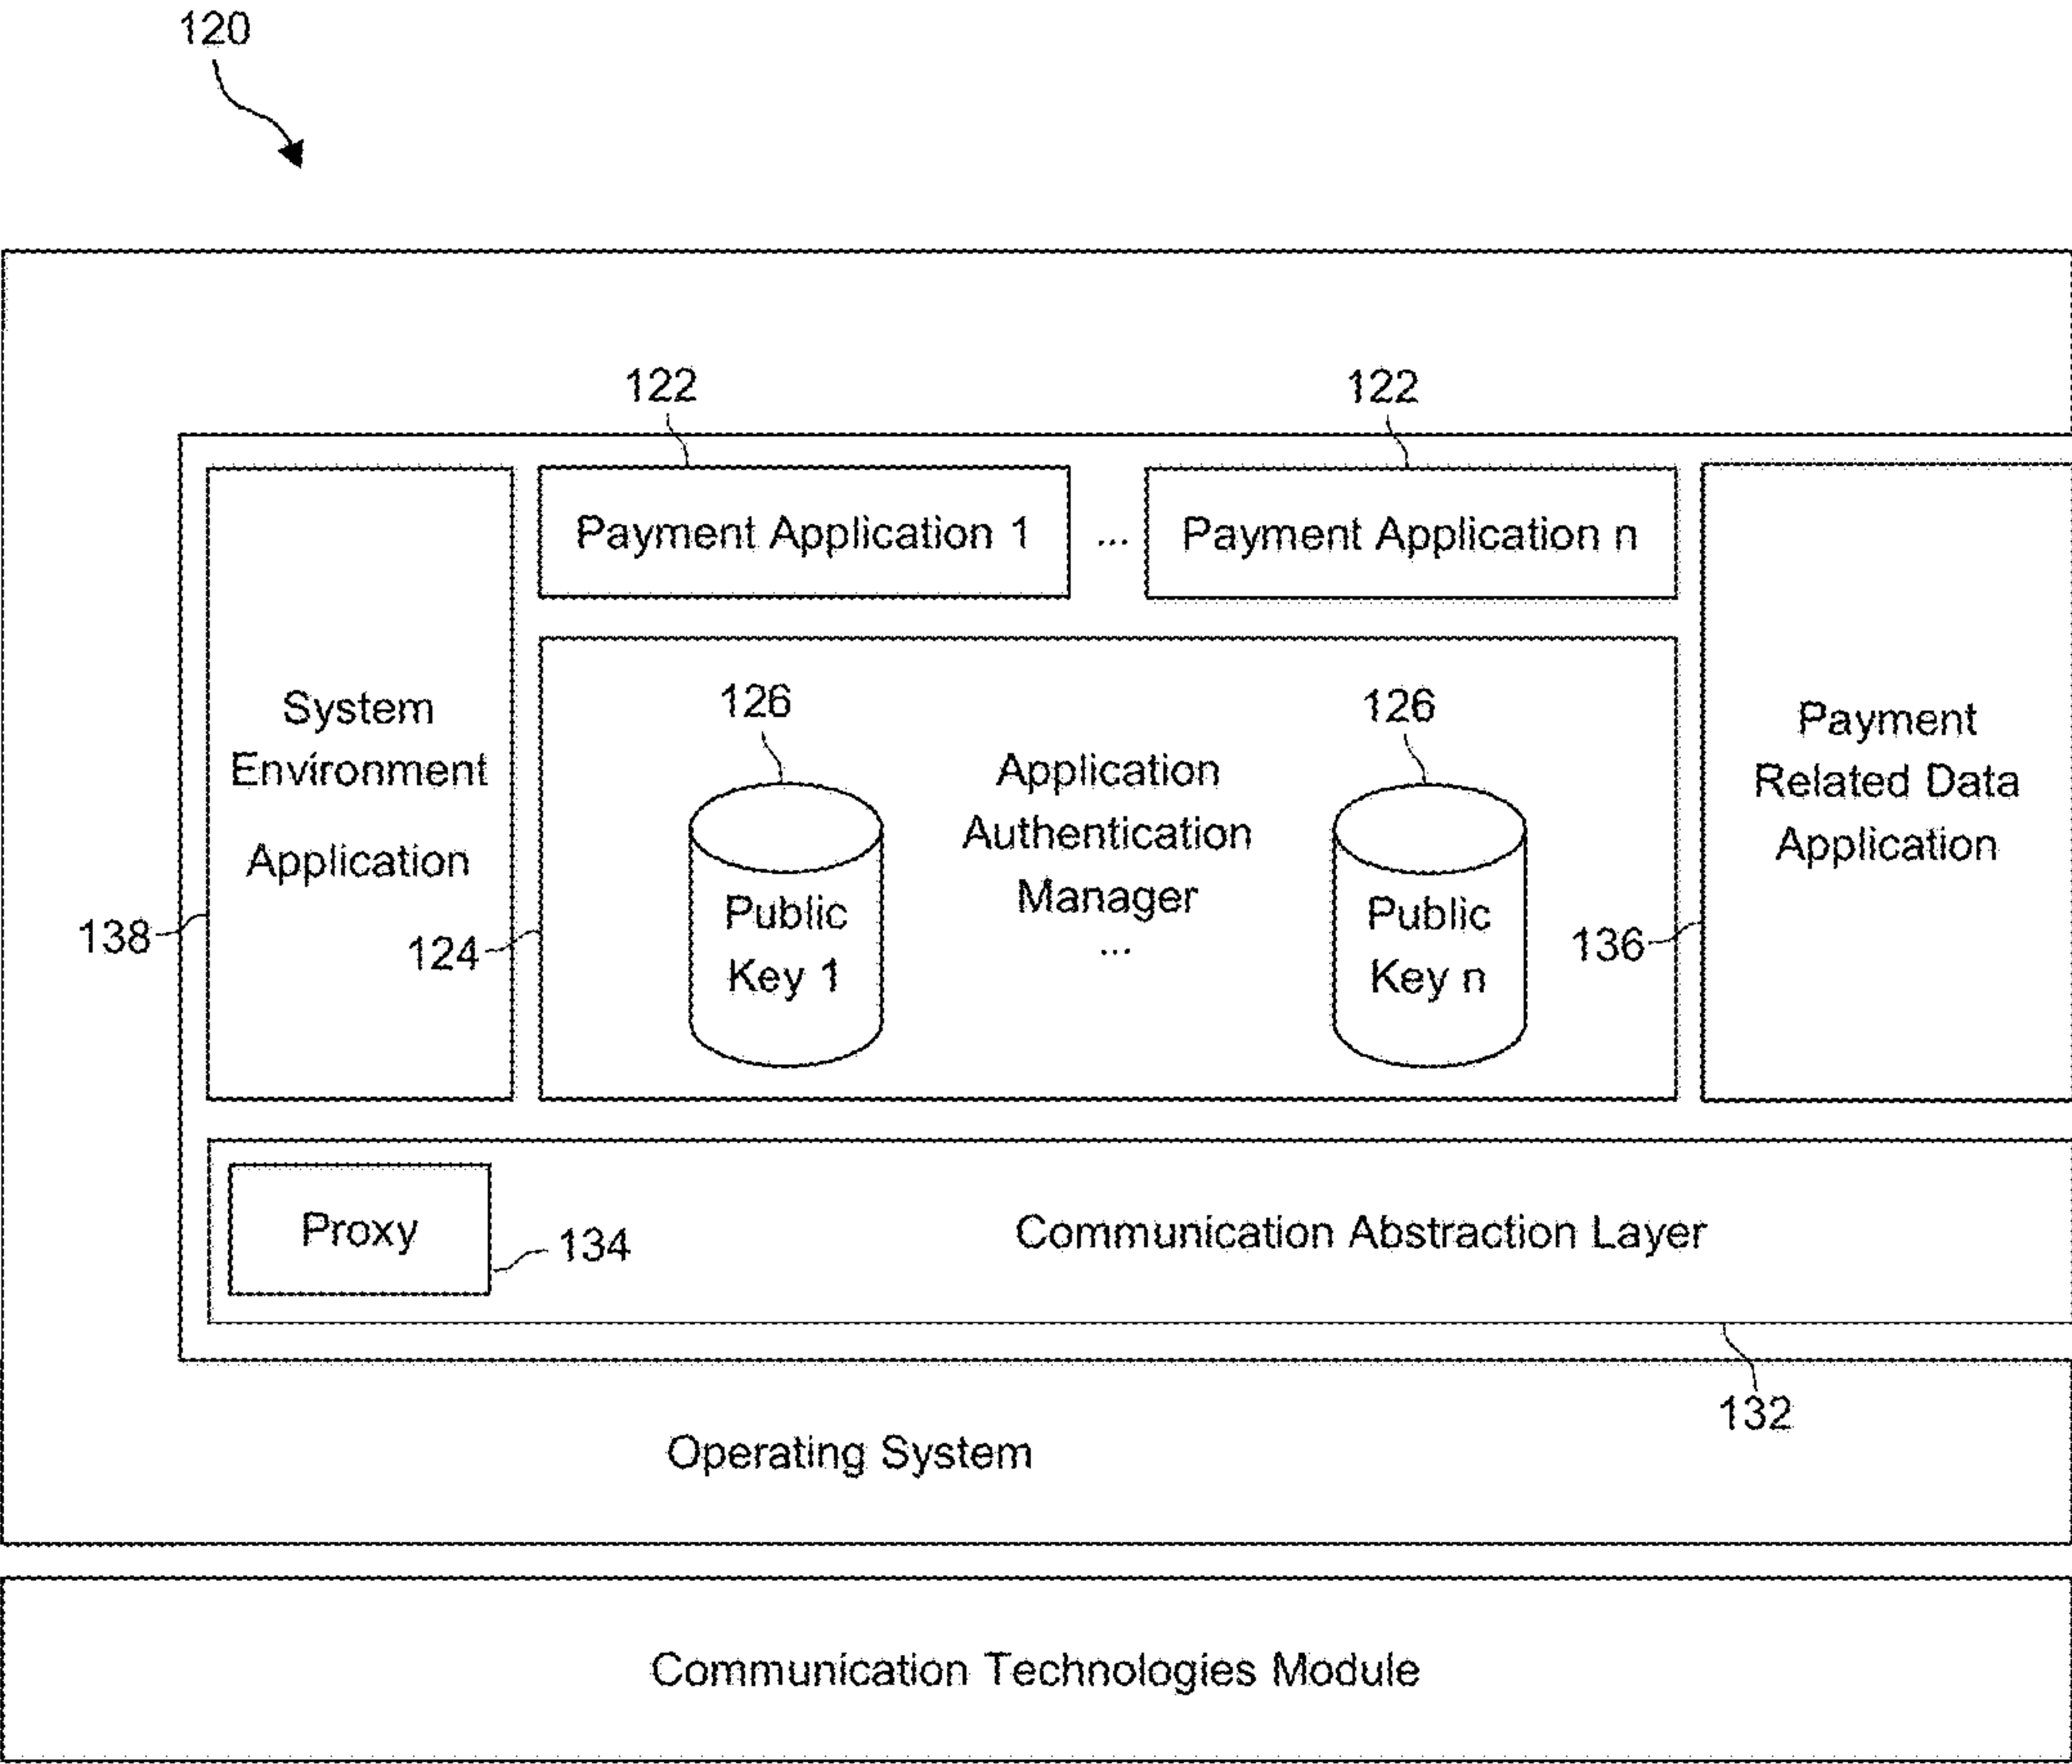 120
122
122
Payment Application 1
...
Payment Application n
System
Environment
Application
138
124
126
Public
Key 1
Application
Authentication
Manager
...
126
Public
Key n
136
Payment
Related Data
Application
Proxy
134
Communication Abstraction Layer
132
Operating System
Communication Technologies Module